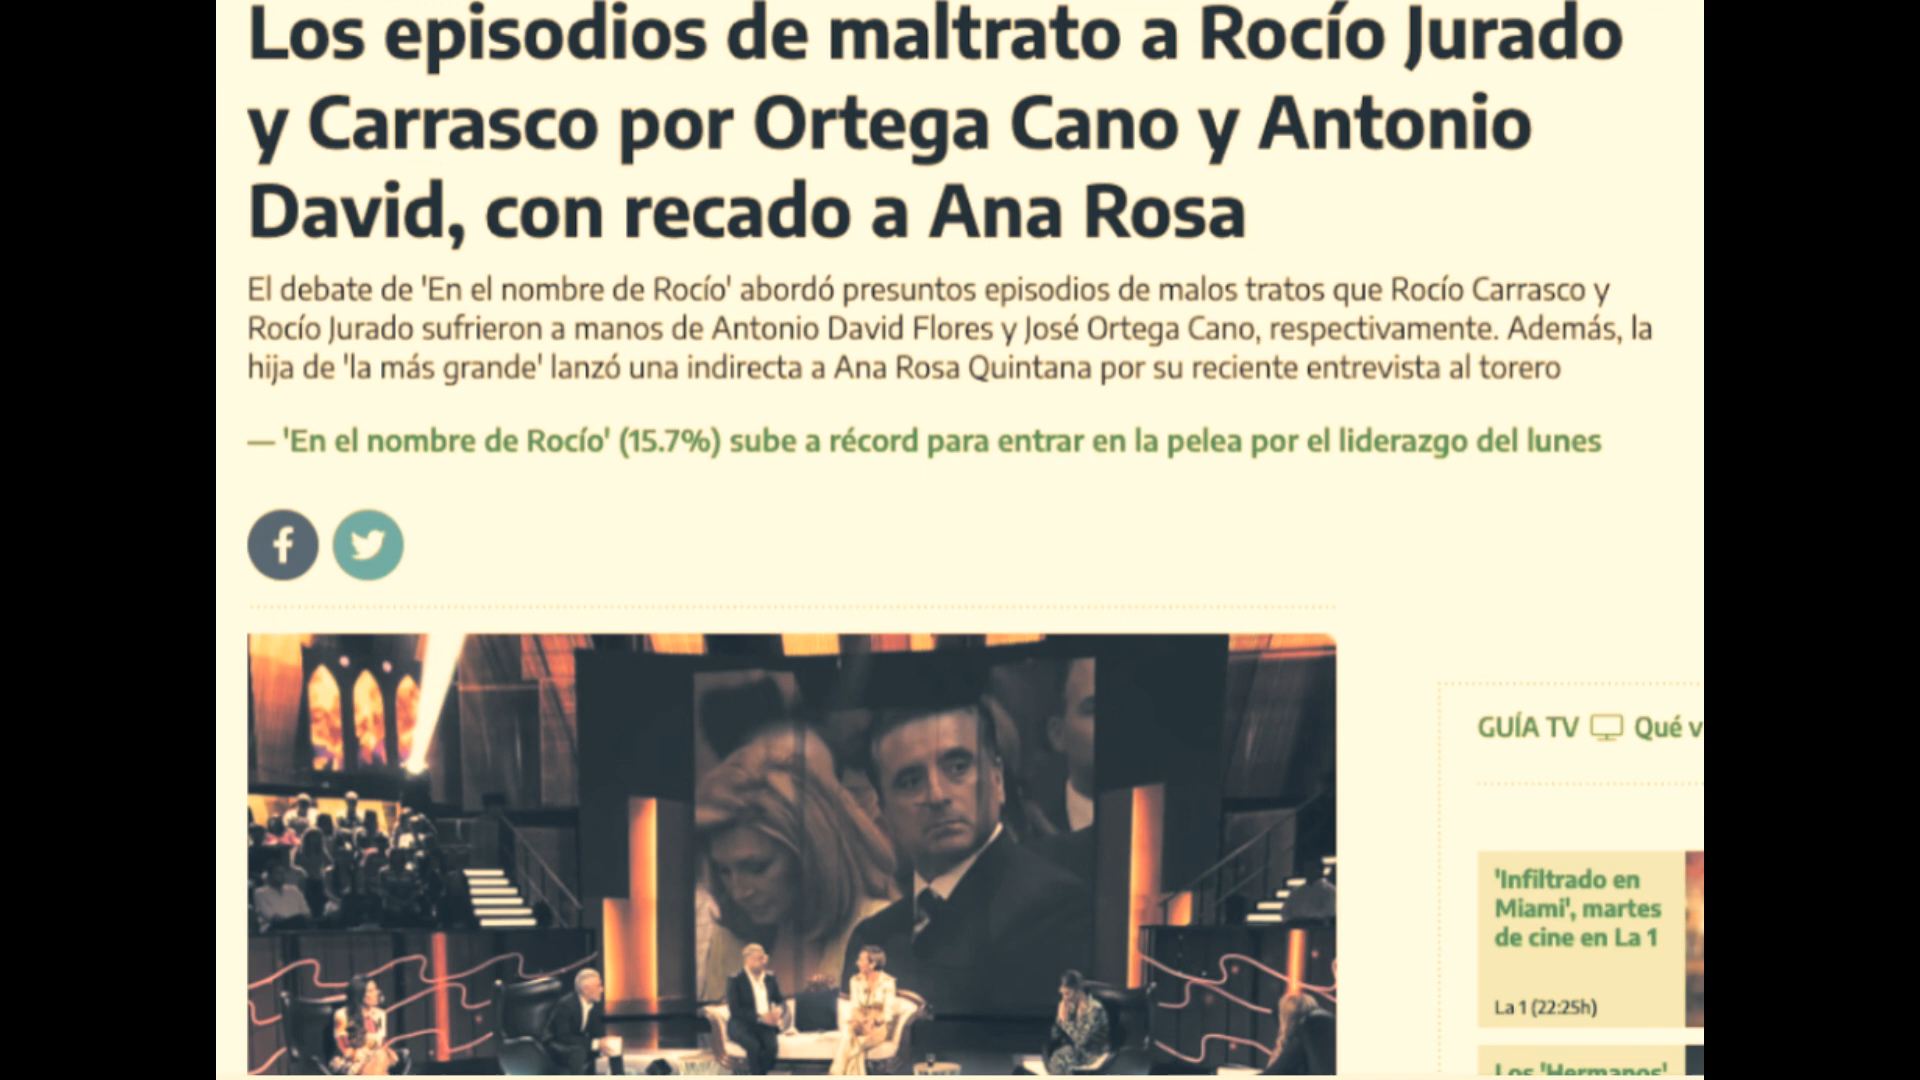 Los episodios de maltrato a Rocío Jurado
y Carrasco por Ortega Cano y Antonio
David, con recado a Ana Rosa
El debate de 'En el nombre de Rocío' abordó presuntos episodios de malos tratos que Rocío Carrasco y
Rocío Jurado sufrieron a manos de Antonio David Flores y José Ortega Cano, respectivamente. Además, la
hija de 'la más grande' lanzó una indirecta a Ana Rosa Quintana por su reciente entrevista al torero
— 'En el nombre de Rocío' (15.7%) sube a récord para entrar en la pelea por el liderazgo del lunes
GUÍA TV Qué v
'Infiltrado en
Miami', martes
de cine en La 1
La 1 (22:25h)
Los 'Hermanos'